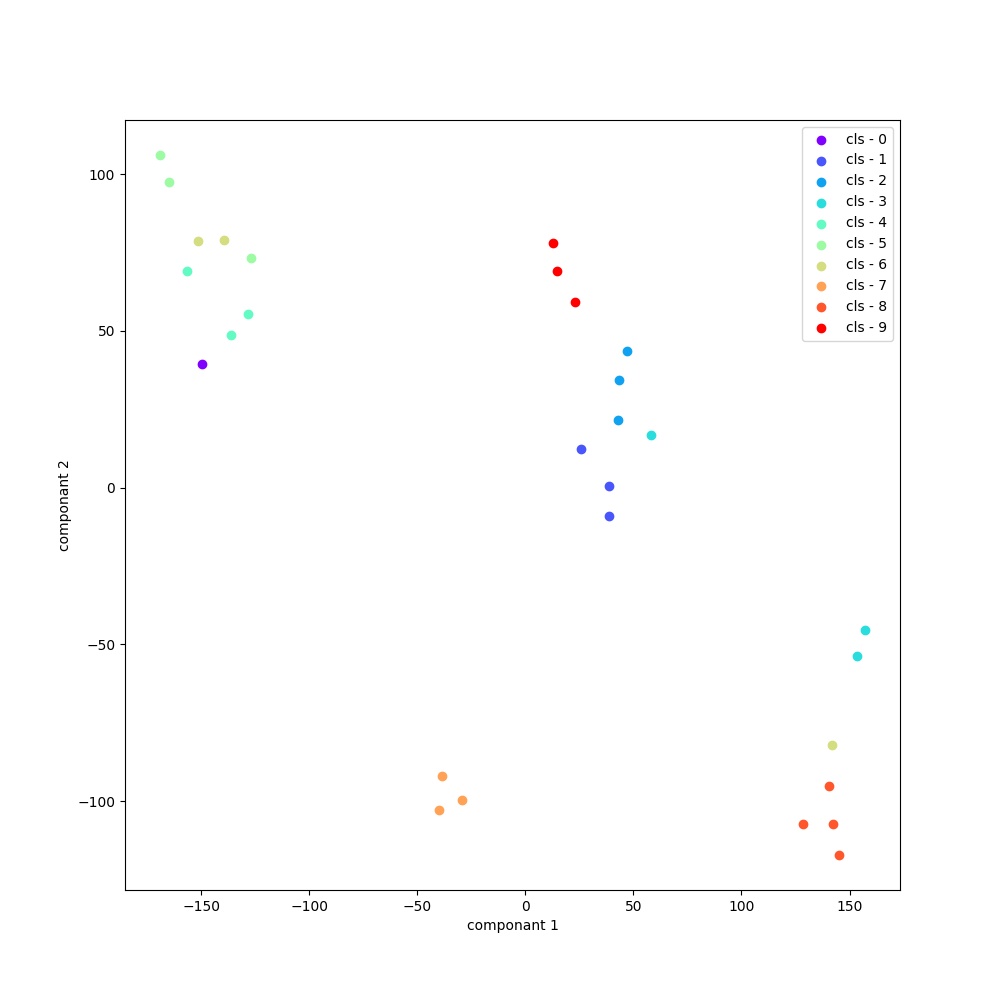 cls - 0
cls - 1
cls - 2
cls - 3
cls - 4
cls - 5
cls - 6
cls - 7
cls - 8
cls - 9
100
50
0
−50
−100
componant 2
−150
−100
−50
0
50
100
150
componant 1